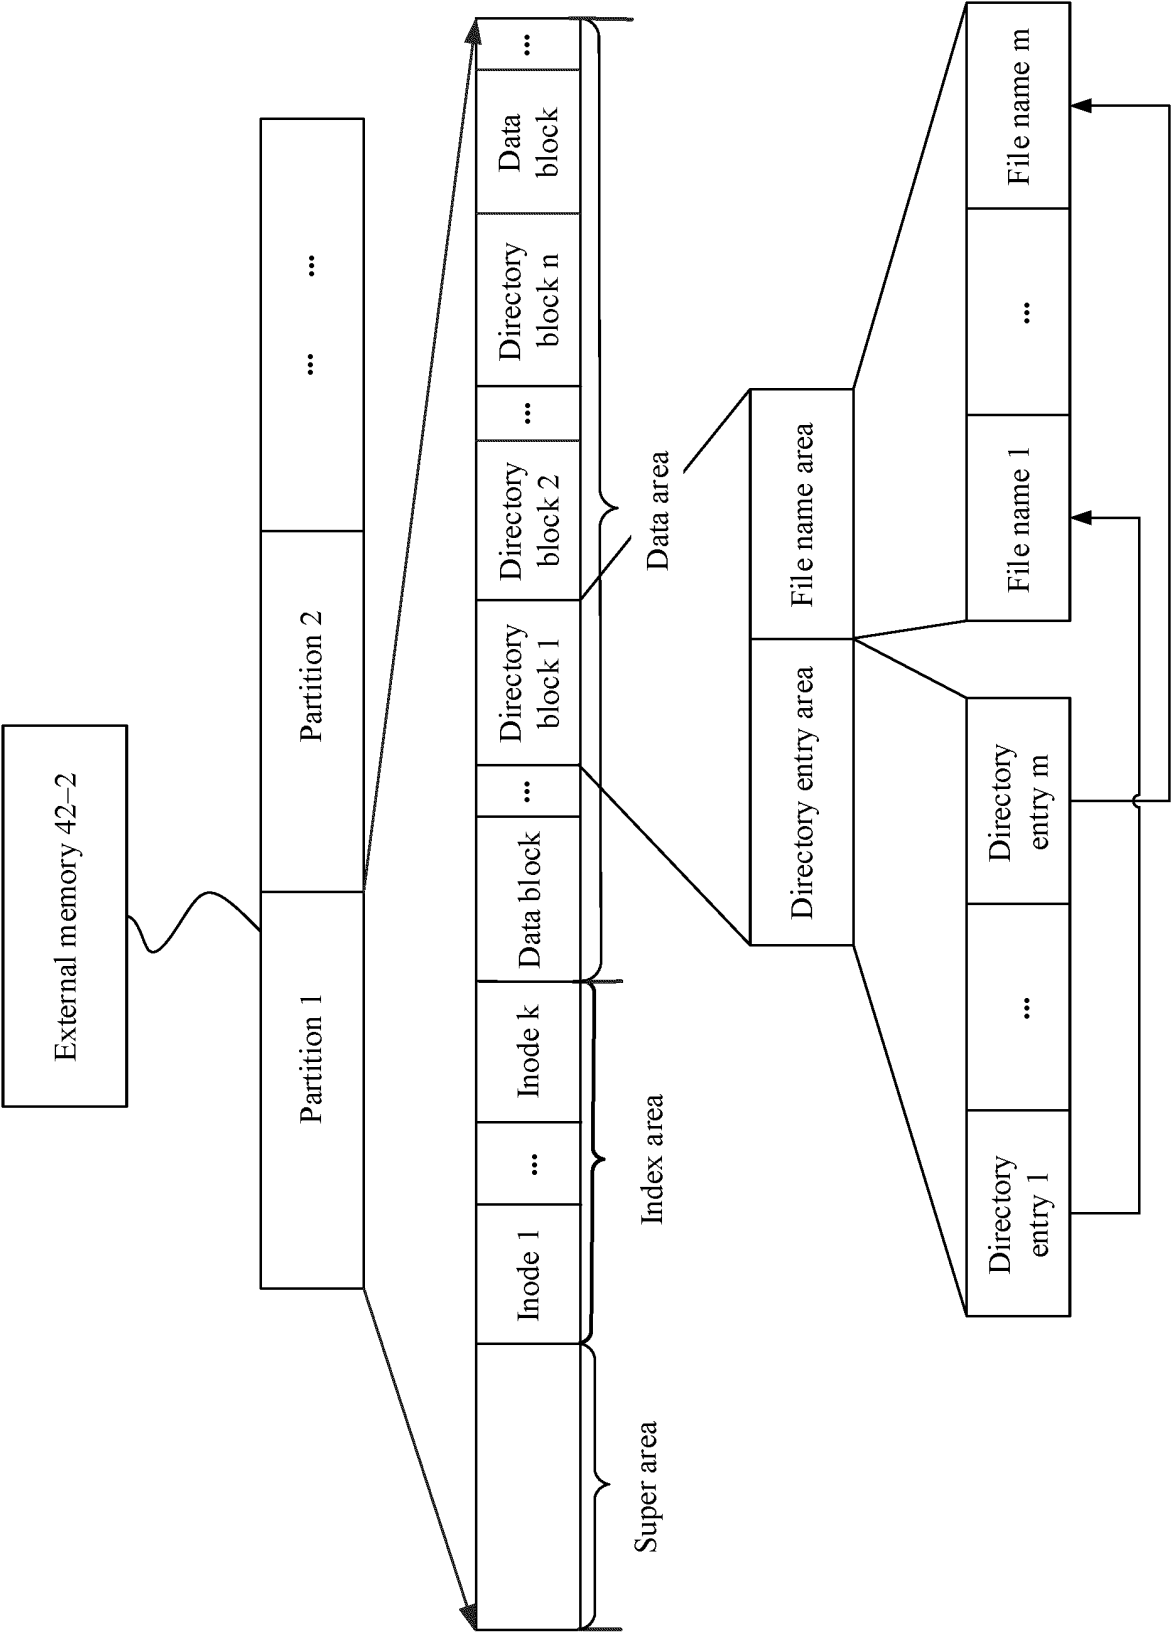 External memory 42–2
Partition 1
Partition 2
...
...
Inode 1
...
Inode k
Data block
...
Directory
block 1
Directory
block 2
...
Directory
block n
Data
block
...
Super area
Index area
Data area
Directory entry area
File name area
Directory
entry 1
...
Directory
entry m
File name 1
...
File name m